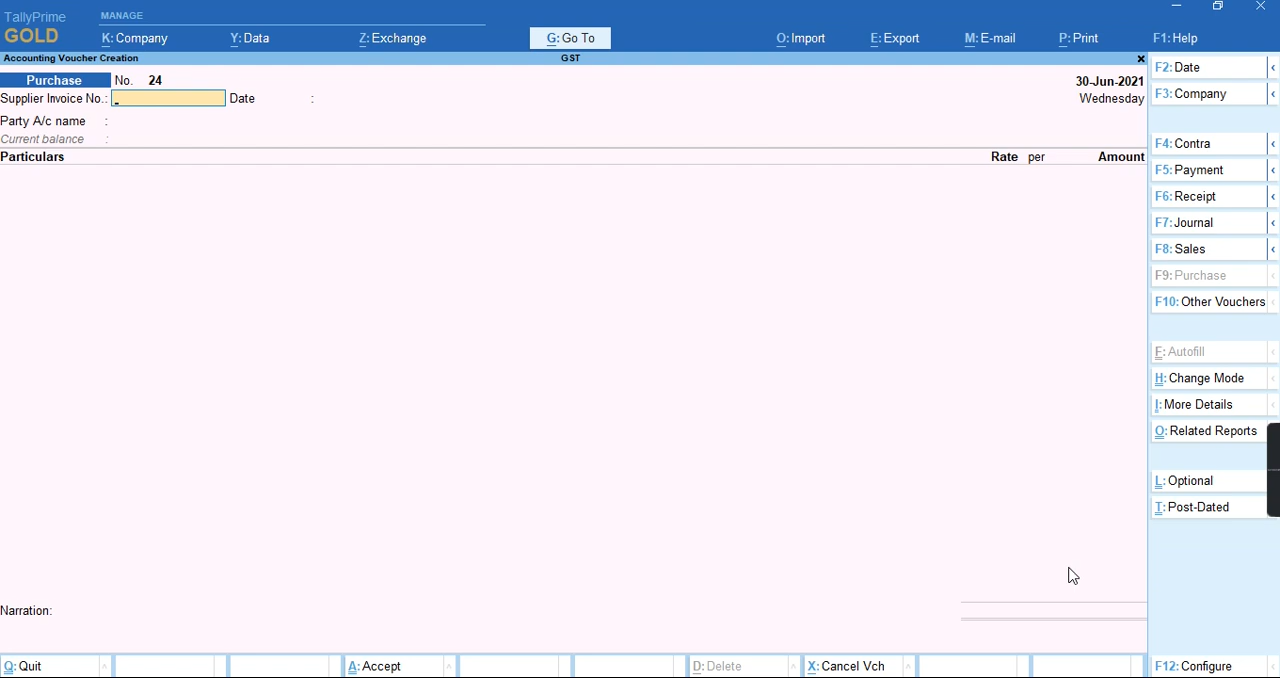 TallyPrime
GOLD
MANAGE
K: Company
Y: Data
Z: Exchange
G: Go To
O: Import
E: Export
M: E-mail
P: Print
F1: Help
Accounting Voucher Creation
GST
Purchase No. 24
30-Jun-2021
Supplier Invoice No.: Date :
Wednesday
Party A/c name :
Current balance :
Particulars
Rate per
Amount
Narration:
F2: Date
F3: Company
F4: Contra
F5: Payment
F6: Receipt
F7: Journal
F8: Sales
F9: Purchase
F10: Other Vouchers
F: Autofill
H: Change Mode
I: More Details
O: Related Reports
L: Optional
T: Post-Dated
Q: Quit
A: Accept
D: Delete
X: Cancel Vch
F12: Configure